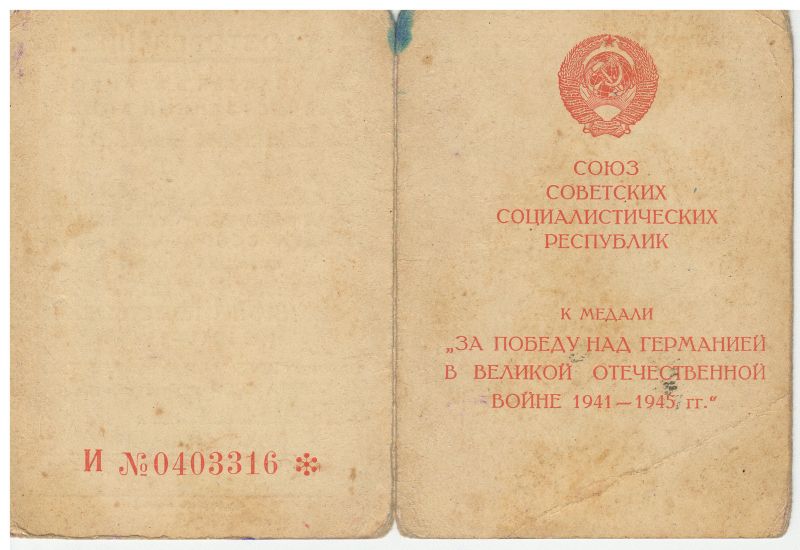 И №0403316
СОЮЗ
СОВЕТСКИХ
СОЦИАЛИСТИЧЕСКИХ
РЕСПУБЛИК
К МЕДАЛИ
„ЗА ПОБЕДУ НАД ГЕРМАНИЕЙ
В ВЕЛИКОЙ ОТЕЧЕСТВЕННОЙ
ВОЙНЕ 1941—1945 гг.“